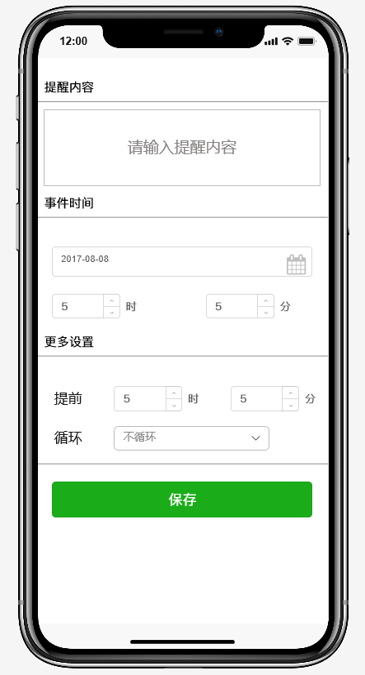 12:00
提醒内容
请输入提醒内容
事件时间
2017-08-08
5 时 5 分
更多设置
提前 5 时 5 分
循环 不循环
保存